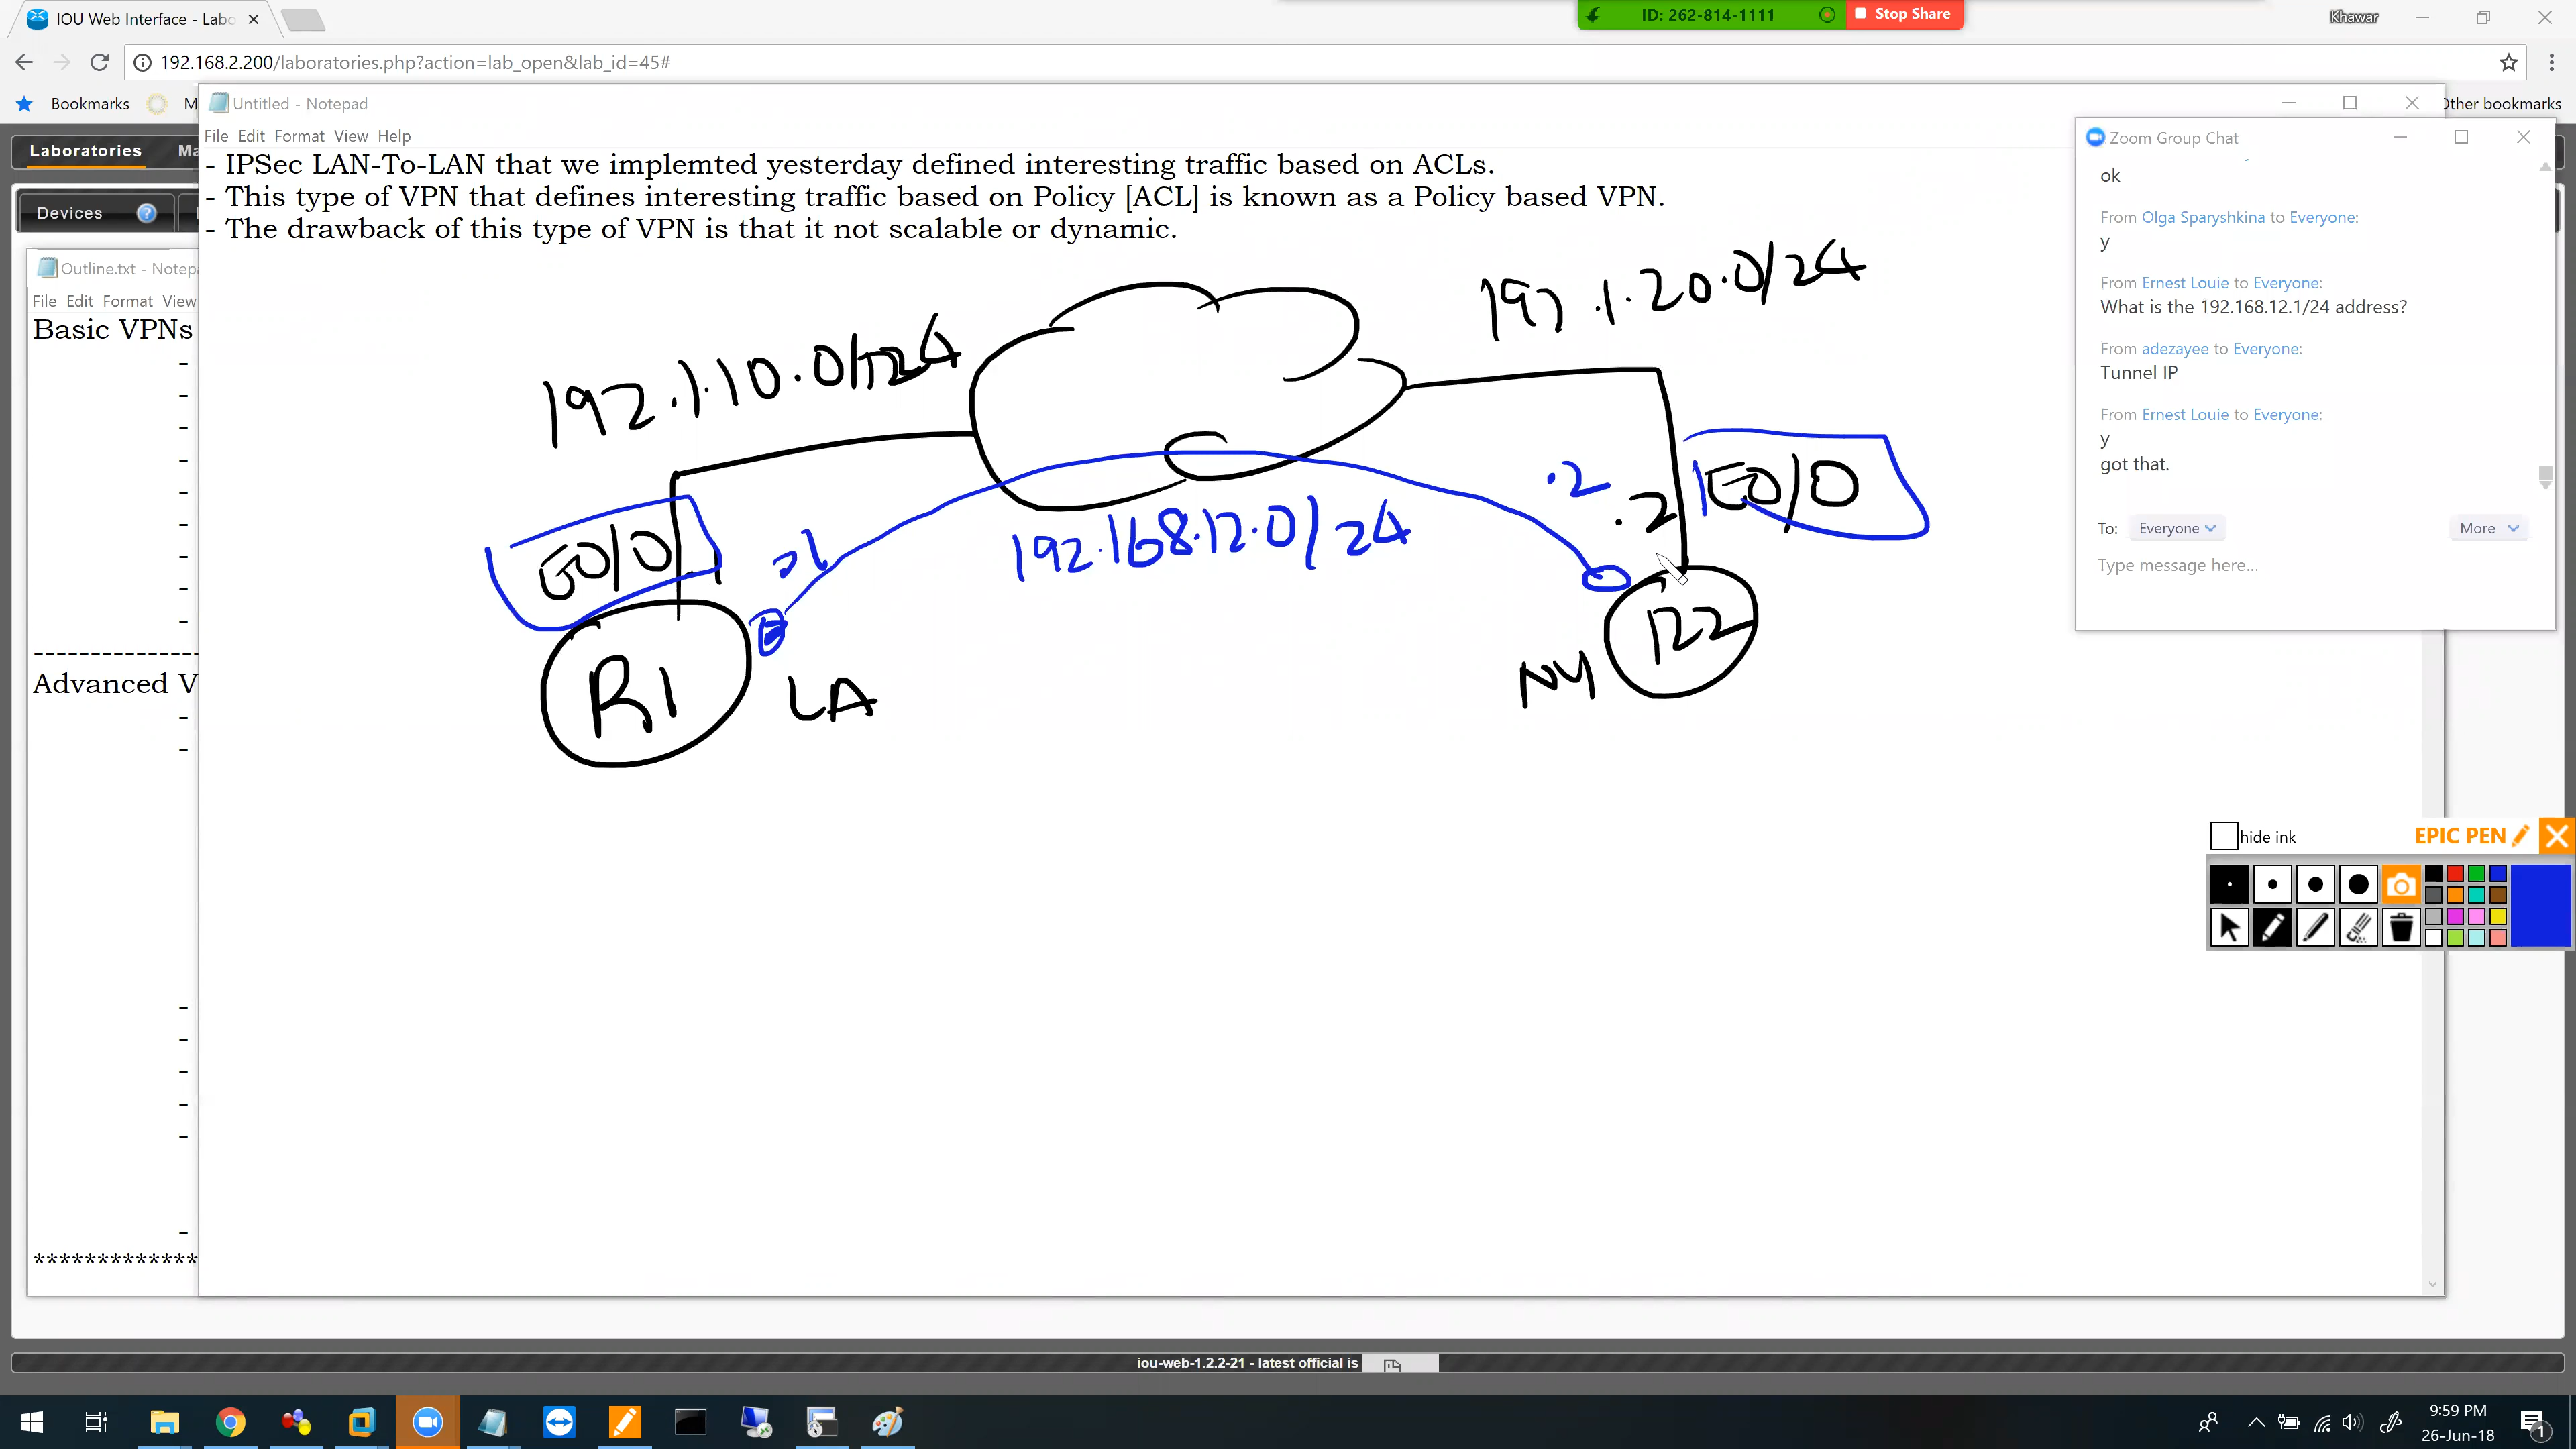 IOU Web Interface - Labo
ID: 262-814-1111
Stop Share
Khawar
192.168.2.200/laboratories.php?action=lab_open&lab_id=45#
Bookmarks
M
Other bookmarks
Untitled - Notepad
File Edit Format View Help
Laboratories
Ma
Devices
- IPSec LAN-To-LAN that we implemted yesterday defined interesting traffic based on ACLs.
- This type of VPN that defines interesting traffic based on Policy [ACL] is known as a Policy based VPN.
- The drawback of this type of VPN is that it not scalable or dynamic.
Outline.txt - Notepa
File Edit Format View
Basic VPNs
-
-
-
-
-
-
-
-
-
---------------
Advanced V
-
-
-
-
-
-
-
-
*************
192.1.10.0/24
192.1.20.0/24
E0/0
.1
.1
192.168.12.0/24
.2
.2
E0/0
R1
LA
NY
R2
Zoom Group Chat
ok
From Olga Sparyshkina to Everyone:
y
From Ernest Louie to Everyone:
What is the 192.168.12.1/24 address?
From adezayee to Everyone:
Tunnel IP
From Ernest Louie to Everyone:
y
got that.
To: Everyone
More
Type message here...
hide ink
EPIC PEN
iou-web-1.2.2-21 - latest official is
9:59 PM
26-Jun-18
1